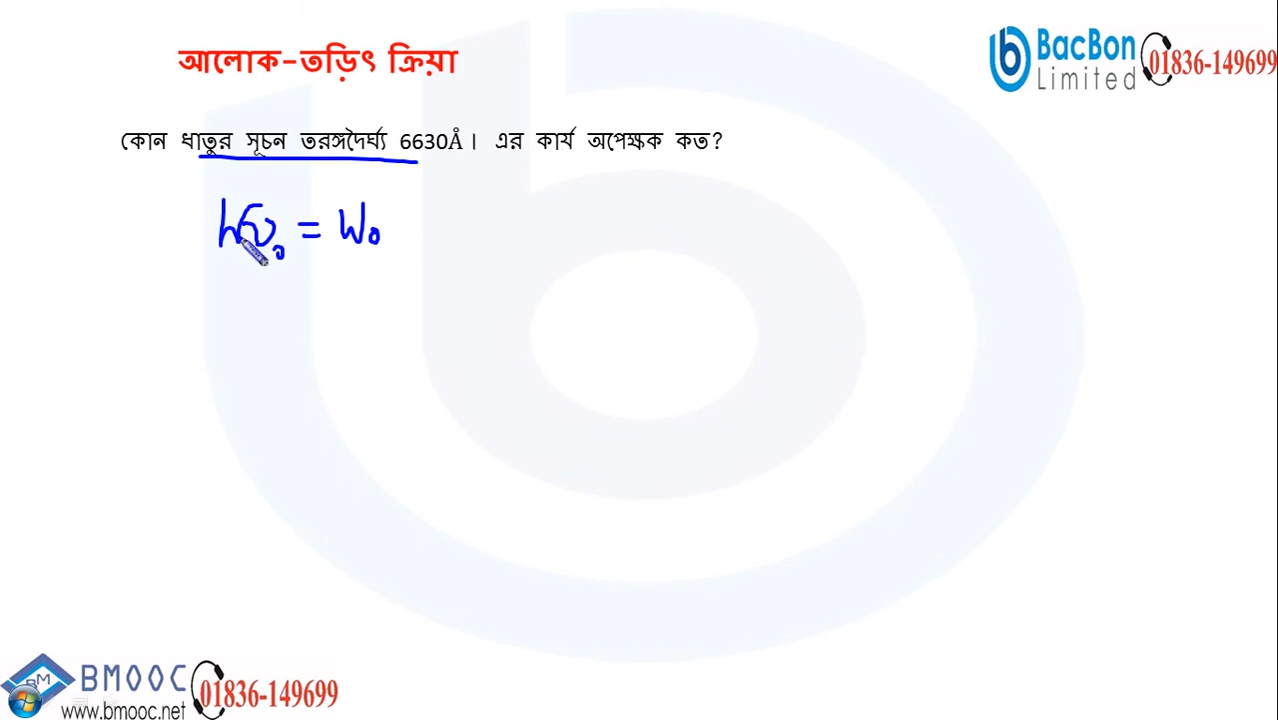 আলোক-তড়িৎ ক্রিয়া
BacBon
Limited
01836-149699
কোন ধাতুর সূচন তরঙ্গদৈর্ঘ্য 6630Å। এর কার্য অপেক্ষক কত?
= W₀
BM
BMOOC
www.bmooc.net
01836-149699